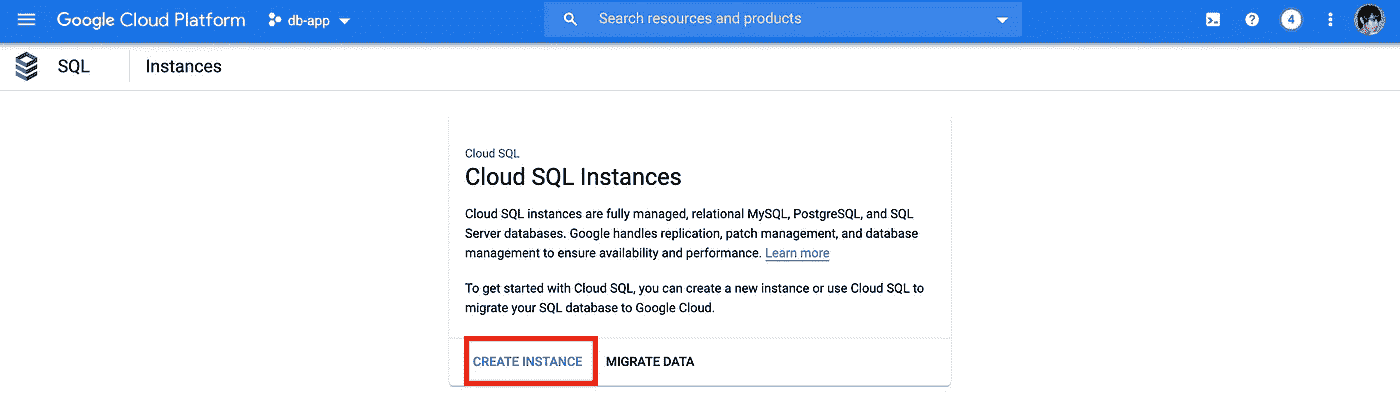 Google Cloud Platform db-app Search resources and products 4
SQL Instances
Cloud SQL
Cloud SQL Instances
Cloud SQL instances are fully managed, relational MySQL, PostgreSQL, and SQL
Server databases. Google handles replication, patch management, and database
management to ensure availability and performance. Learn more
To get started with Cloud SQL, you can create a new instance or use Cloud SQL to
migrate your SQL database to Google Cloud.
CREATE INSTANCE MIGRATE DATA